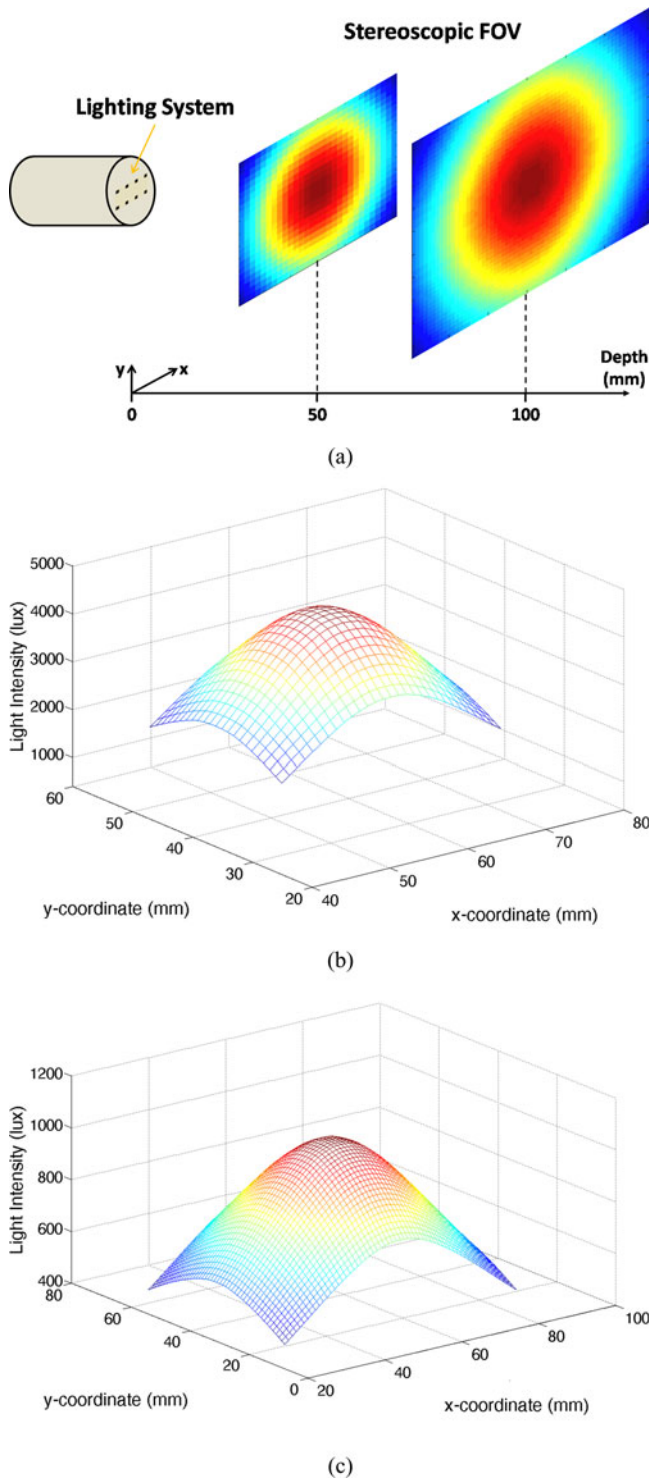 Stereoscopic FOV
Lighting System
y
x
0
50
100
Depth
(mm)
(a)
5000
4000
3000
2000
1000
Light Intensity (lux)
60
50
40
30
20
y-coordinate (mm)
40
50
60
70
80
x-coordinate (mm)
(b)
1200
1000
800
600
400
Light Intensity (lux)
80
60
40
20
0
y-coordinate (mm)
20
40
60
80
100
x-coordinate (mm)
(c)